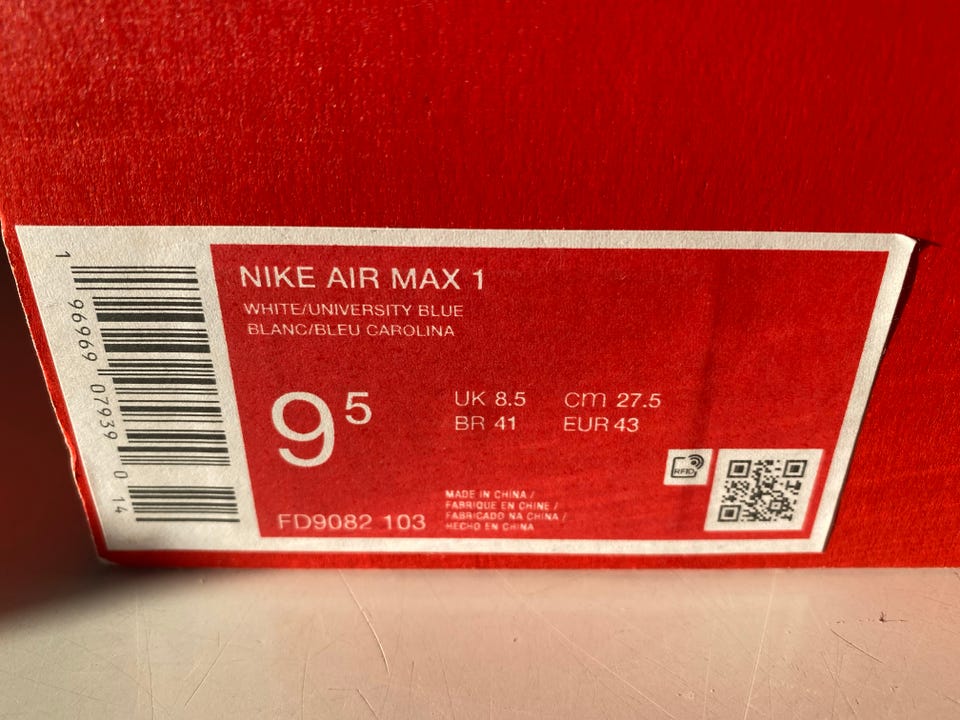 NIKE AIR MAX 1
WHITE/UNIVERSITY BLUE
BLANC/BLEU CAROLINA
9⁵
UK 8.5 cm 27.5
BR 41 EUR 43
RFID
MADE IN CHINA /
FABRIQUE EN CHINE /
FABRICADO NA CHINA /
HECHO EN CHINA
FD9082 103
1 96969 07939 0 14